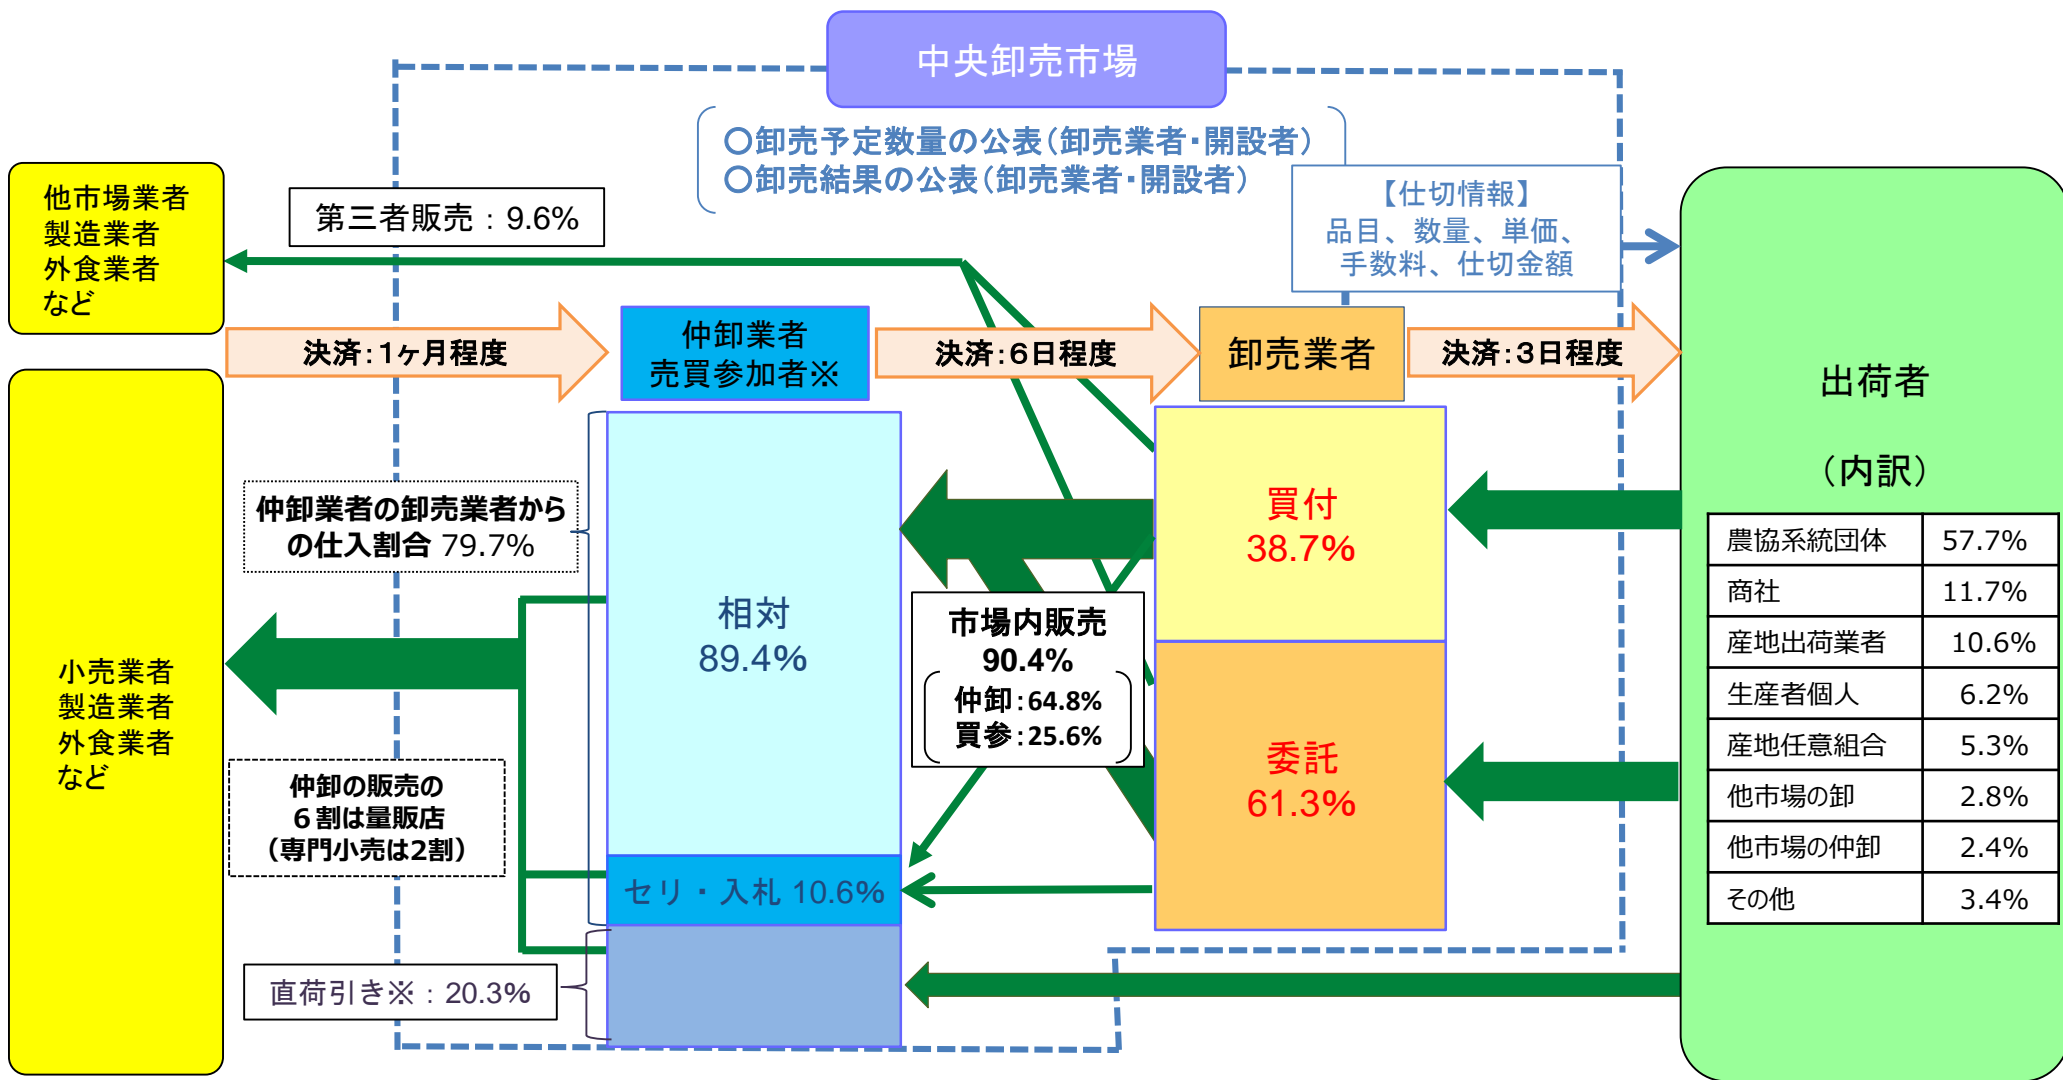 中央卸売市場
○卸売予定数量の公表(卸売業者・開設者)
○卸売結果の公表(卸売業者・開設者)
【仕切情報】
品目、数量、単価、
手数料、仕切金額
他市場業者
製造業者
外食業者
など
第三者販売：9.6%
決済：1ヶ月程度
仲卸業者
売買参加者※
決済：6日程度
卸売業者
決済：3日程度
小売業者
製造業者
外食業者
など
仲卸業者の卸売業者から
の仕入割合 79.7%
仲卸の販売の
６割は量販店
（専門小売は2割）
相対
89.4%
セリ・入札 10.6%
直荷引き※：20.3%
市場内販売
90.4%
仲卸：64.8%
買参：25.6%
買付
38.7%
委託
61.3%
出荷者
（内訳）
農協系統団体 57.7%
商社 11.7%
産地出荷業者 10.6%
生産者個人 6.2%
産地任意組合 5.3%
他市場の卸 2.8%
他市場の仲卸 2.4%
その他 3.4%